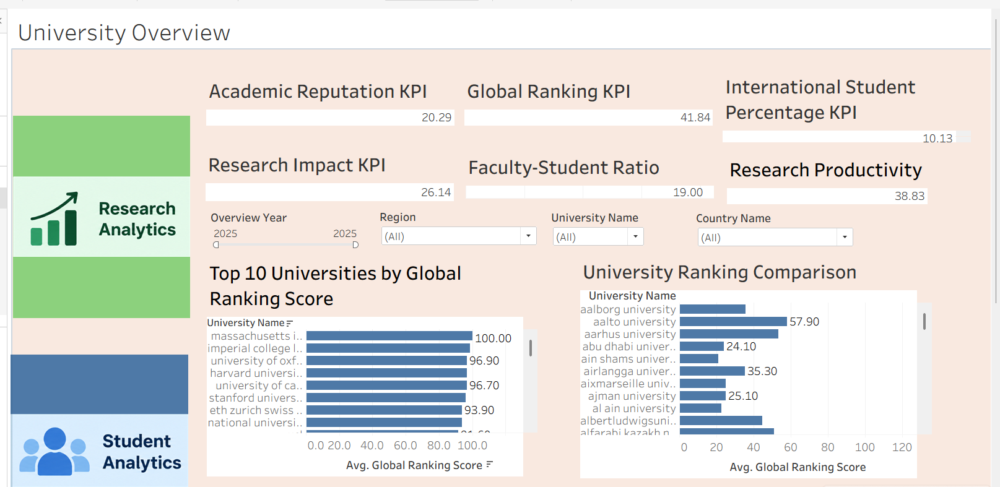 University Overview
Academic Reputation KPI
20.29
Global Ranking KPI
41.84
International Student
Percentage KPI
10.13
Research Impact KPI
26.14
Faculty-Student Ratio
19.00
Research Productivity
38.83
Research
Analytics
Student
Analytics
Overview Year
2025 2025
Region
(All)
University Name
(All)
Country Name
(All)
Top 10 Universities by Global
Ranking Score
University Name
massachusetts i.. 100.00
imperial college l..
university of oxf.. 96.90
harvard universi..
university of ca.. 96.70
stanford univers..
eth zurich swiss .. 93.90
national universi..
0.0 20.0 40.0 60.0 80.0 100.0
Avg. Global Ranking Score
University Ranking Comparison
University Name
aalborg university
aalto university 57.90
aarhus university
abu dhabi univer.. 24.10
ain shams univer..
airlangga univer.. 35.30
aixmarseille univ..
ajman university 25.10
al ain university
albertludwigsuni..
alfarabi kazakh n..
0 20 40 60 80 100 120
Avg. Global Ranking Score